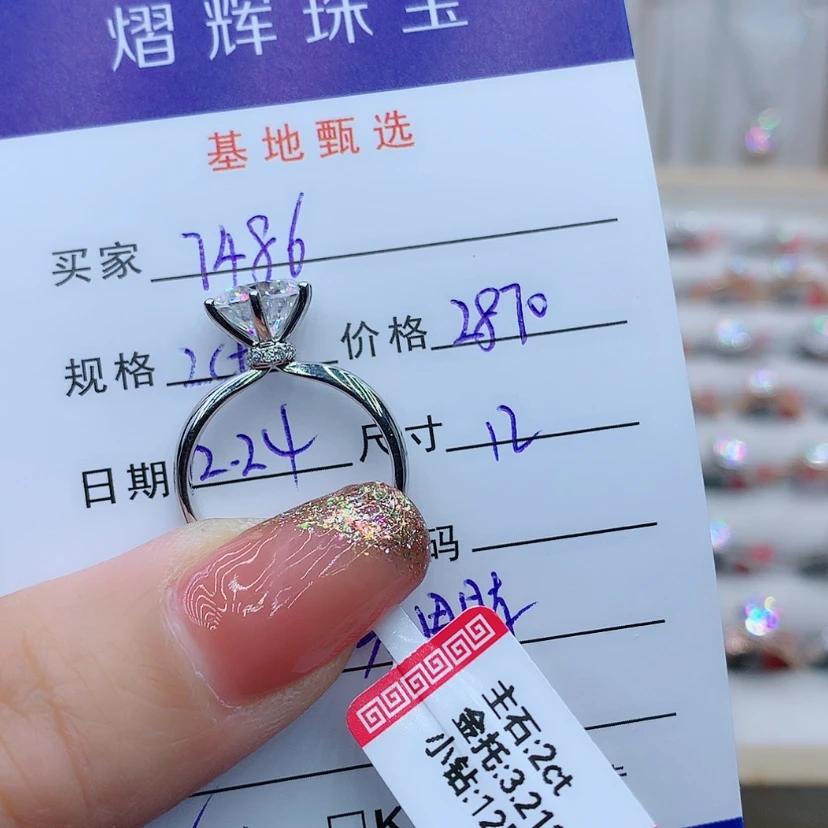 熠辉珠宝
基地甄选
买家 7486
规格 2ct 价格 2870
日期 2.24 尺寸 12
码
主石:2ct
金托:3.21
小钻:12
K